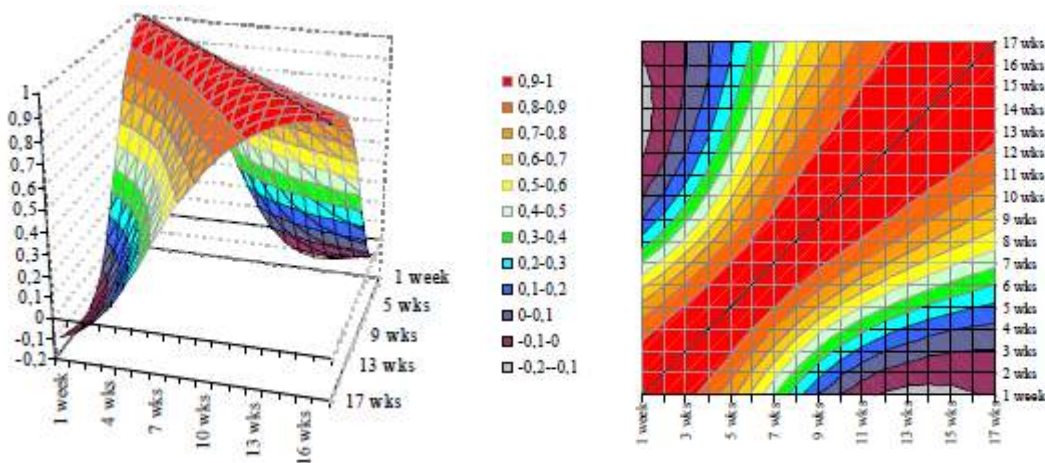 1
0,9
0,8
0,7
0,6
0,5
0,4
0,3
0,2
0,1
0
-0,1
-0,2
1 week
4 wks
7 wks
10 wks
13 wks
16 wks
1 week
5 wks
9 wks
13 wks
17 wks
0,9-1
0,8-0,9
0,7-0,8
0,6-0,7
0,5-0,6
0,4-0,5
0,3-0,4
0,2-0,3
0,1-0,2
0-0,1
-0,1-0
-0,2--0,1
17 wks
16 wks
15 wks
14 wks
13 wks
12 wks
11 wks
10 wks
9 wks
8 wks
7 wks
6 wks
5 wks
4 wks
3 wks
2 wks
1 week
1 week
3 wks
5 wks
7 wks
9 wks
11 wks
13 wks
15 wks
17 wks